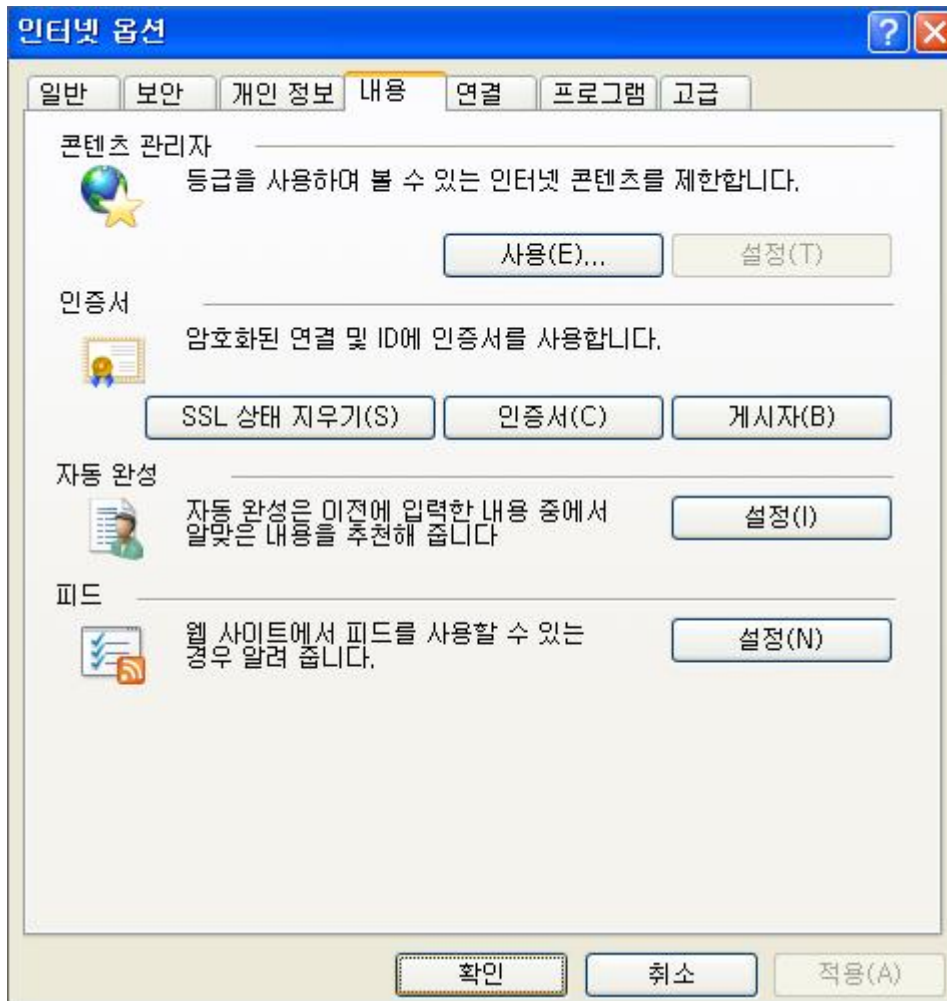 인터넷 옵션
일반 보안 개인 정보 내용 연결 프로그램 고급
콘텐츠 관리자
등급을 사용하여 볼 수 있는 인터넷 콘텐츠를 제한합니다.
사용(E)... 설정(T)
인증서
암호화된 연결 및 ID에 인증서를 사용합니다.
SSL 상태 지우기(S) 인증서(C) 게시자(B)
자동 완성
자동 완성은 이전에 입력한 내용 중에서
알맞은 내용을 추천해 줍니다
설정(I)
피드
웹 사이트에서 피드를 사용할 수 있는
경우 알려 줍니다.
설정(N)
확인 취소 적용(A)